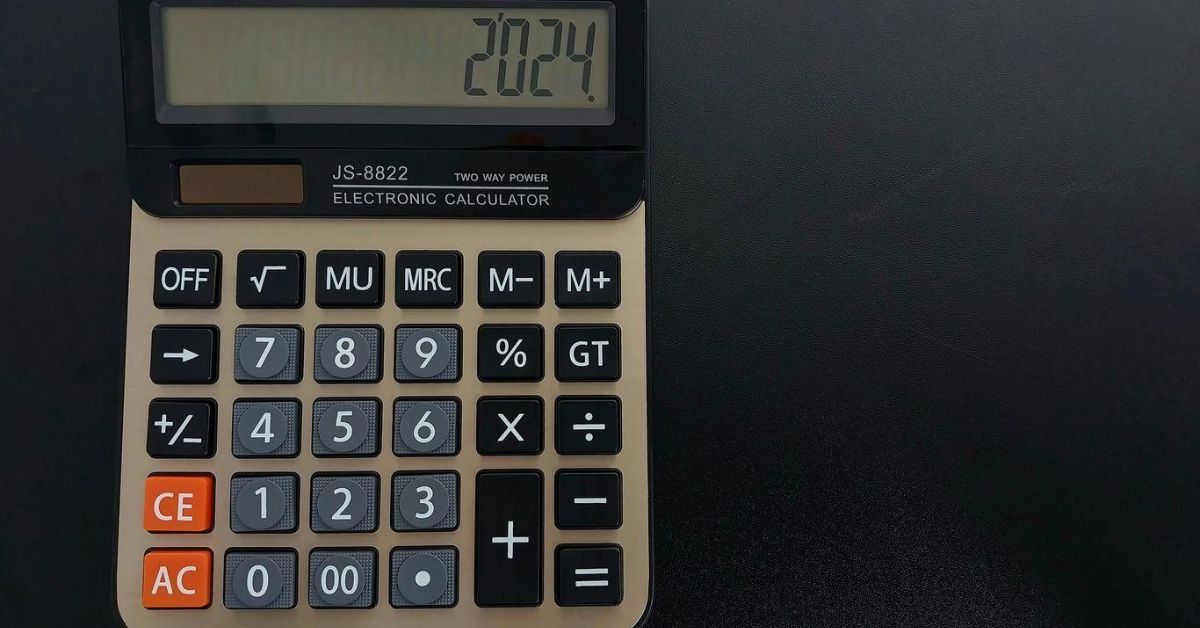 2'024.
JS-8822 TWO WAY POWER
ELECTRONIC CALCULATOR
OFF √ MU MRC M− M+
→ 7 8 9 % GT
+/− 4 5 6 X ÷
CE 1 2 3 + −
AC 0 00 • =